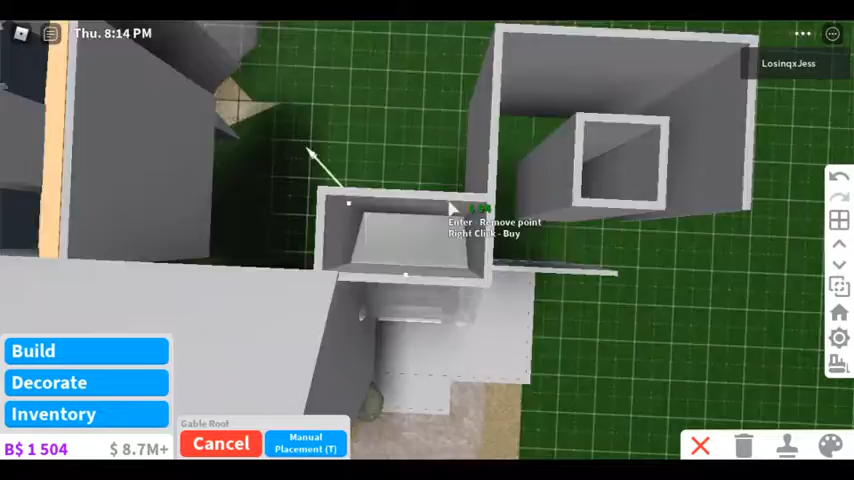 Thu. 8:14 PM
LosinqxJess
Enter - Remove point
Right Click - Buy
Build
Decorate
Inventory
B$ 1 504
$ 8.7M+
Gable Roof
Cancel
Manual
Placement (T)